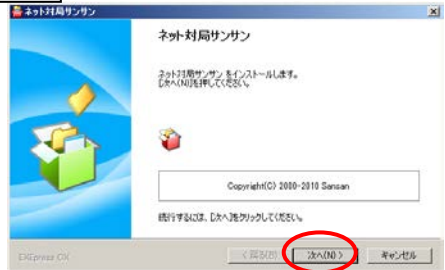 ネット対局サンサン
ネット対局サンサン
ネット対局サンサン をインストールします。
[次へ(N)]を押してください。
Copyright(C) 2000-2010 Sansan
続行するには、[次へ]をクリックしてください。
EXEpress CX
< 戻る(B)
次へ(N) >
キャンセル